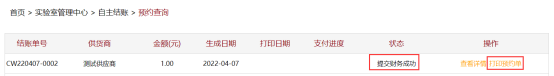 首页 > 实验室管理中心 > 自主结账 > 预约查询
结账单号 供货商 金额(元) 生成日期 打印日期 支付进度 状态 操作
CW220407-0002 测试供应商 1.00 2022-04-07 提交财务成功 查看详情 打印预约单